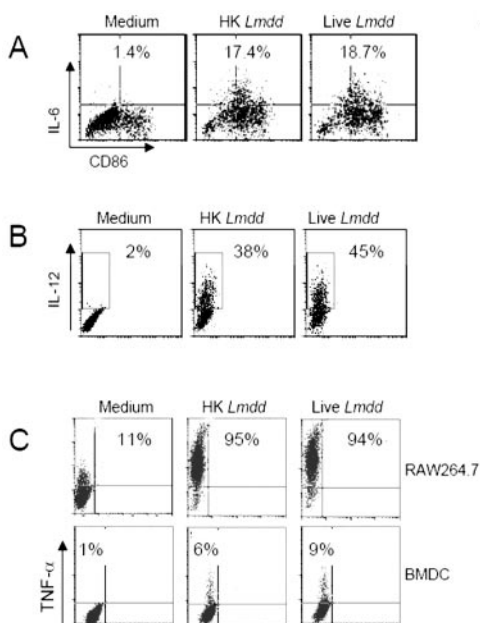 A
Medium HK Lmdd Live Lmdd
1.4% 17.4% 18.7%
IL-6
CD86
B
Medium HK Lmdd Live Lmdd
2% 38% 45%
IL-12
C
Medium HK Lmdd Live Lmdd
11% 95% 94%
RAW264.7
1% 6% 9%
BMDC
TNF-α